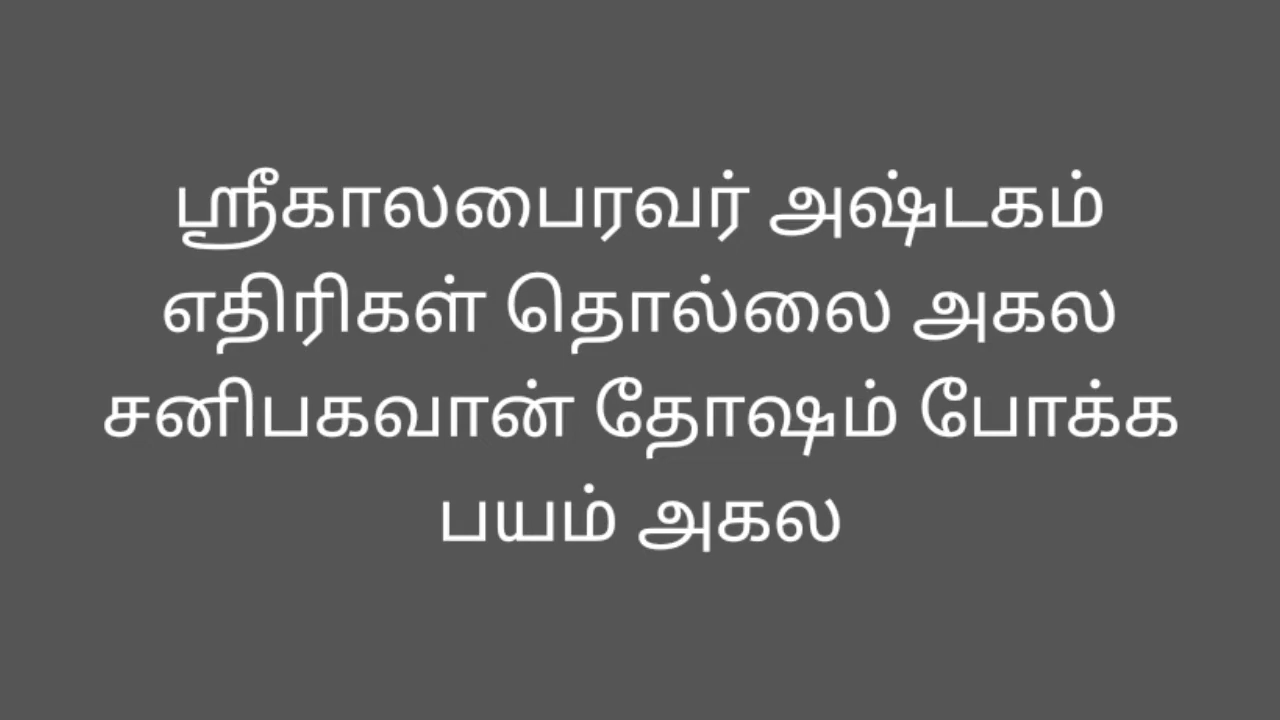 ஸ்ரீகாலபைரவர் அஷ்டகம்
எதிரிகள் தொல்லை அகல
சனிபகவான் தோஷம் போக்க
பயம் அகல